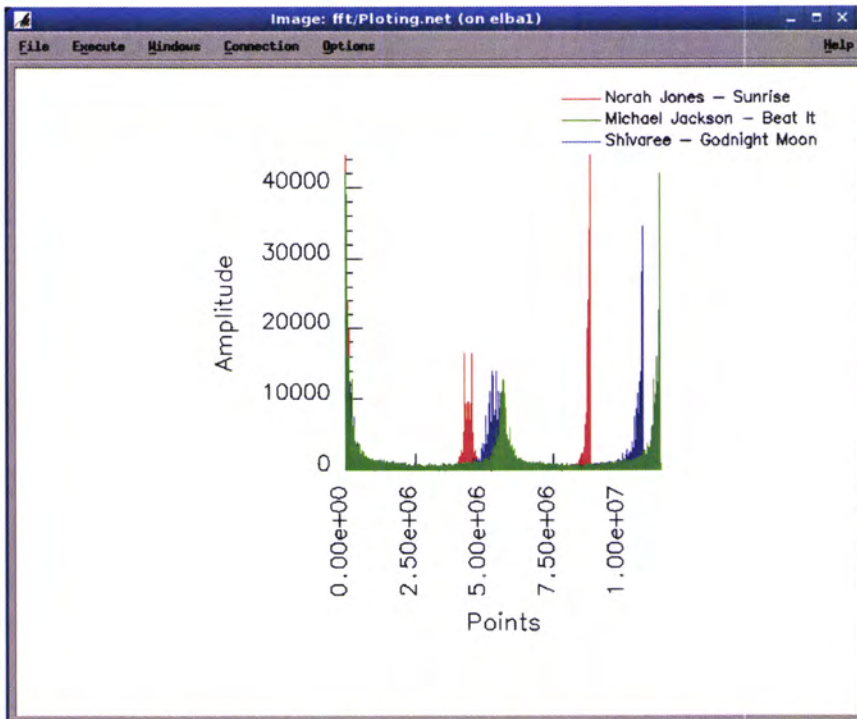 Image: fft/Ploting.net (on elba1)
File Execute Windows Connection Options Help
Norah Jones – Sunrise
Michael Jackson – Beat It
Shivaree – Godnight Moon
40000
30000
20000
10000
0
Amplitude
0.00e+00
2.50e+06
5.00e+06
7.50e+06
1.00e+07
Points